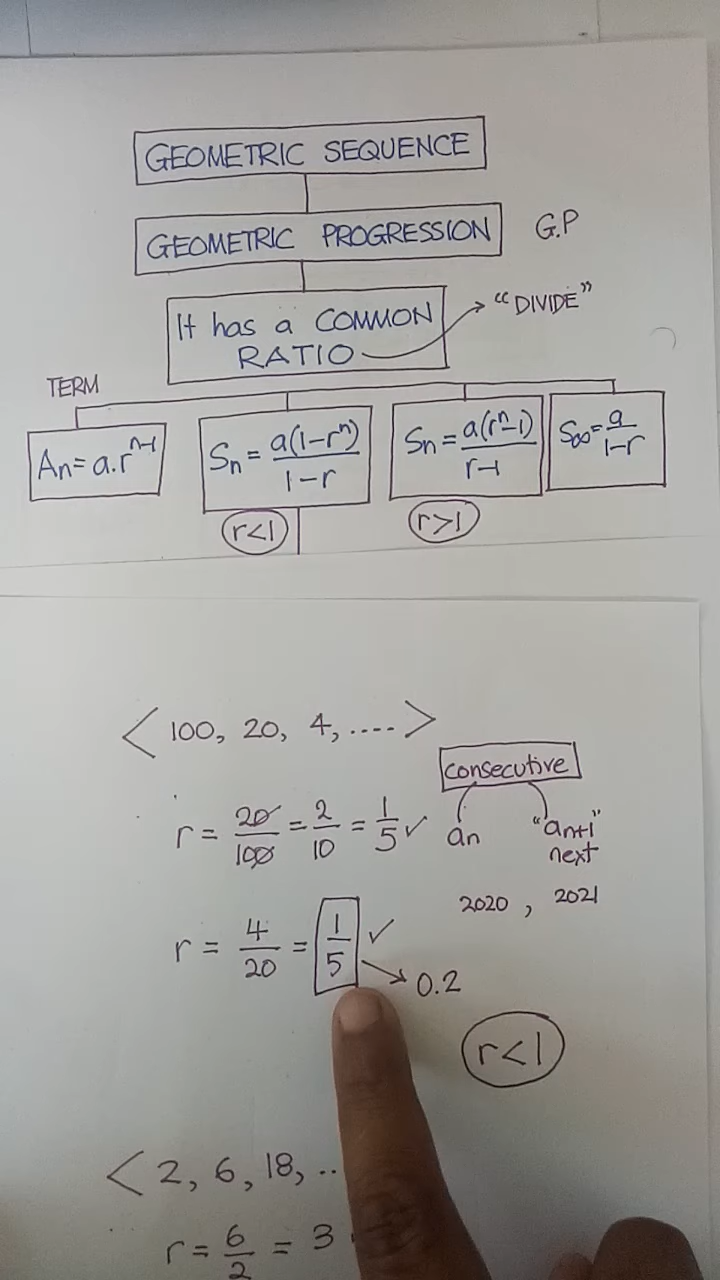 GEOMETRIC SEQUENCE
GEOMETRIC PROGRESSION G.P
It has a COMMON "DIVIDE"
RATIO
TERM
An = a.r^(n-1)
Sn = a(1-r^n)/(1-r)
r<1
Sn = a(r^n-1)/(r-1)
r>1
S∞ = a/(1-r)
<100, 20, 4, ....>
r = 20/100 = 2/10 = 1/5 ✓
consecutive
an "an+1"
next
2020 , 2021
r = 4/20 = 1/5 ✓ → 0.2
r<1
<2, 6, 18, ..
r = 6/2 = 3